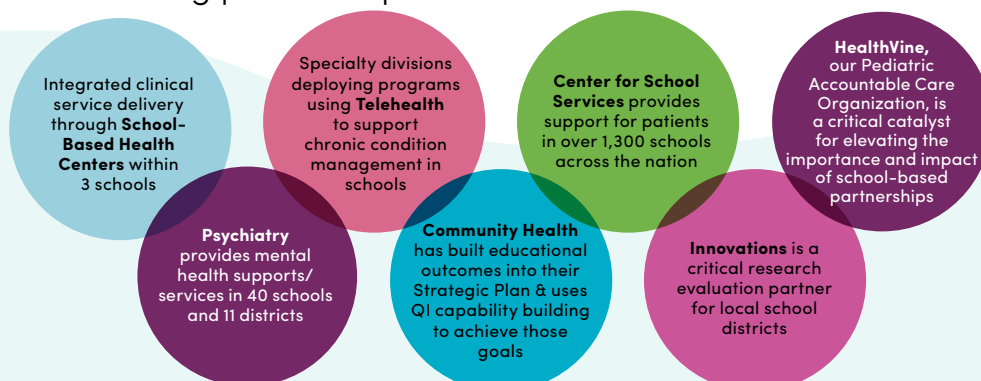 Integrated clinical
service delivery
through School-
Based Health
Centers within
3 schools
Specialty divisions
deploying programs
using Telehealth
to support
chronic condition
management in
schools
Center for School
Services provides
support for patients
in over 1,300 schools
across the nation
HealthVine,
our Pediatric
Accountable Care
Organization, is
a critical catalyst
for elevating the
importance and impact
of school-based
partnerships
Psychiatry
provides mental
health supports/
services in 40 schools
and 11 districts
Community Health
has built educational
outcomes into their
Strategic Plan & uses
QI capability building
to achieve those
goals
Innovations is a
critical research
evaluation partner
for local school
districts